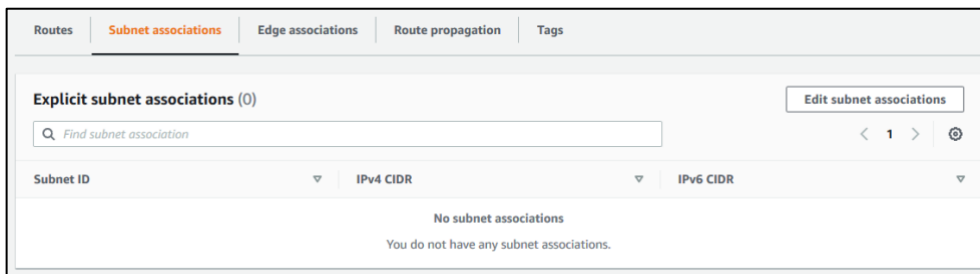 Routes Subnet associations Edge associations Route propagation Tags
Explicit subnet associations (0) Edit subnet associations
Find subnet association 1
Subnet ID IPv4 CIDR IPv6 CIDR
No subnet associations
You do not have any subnet associations.